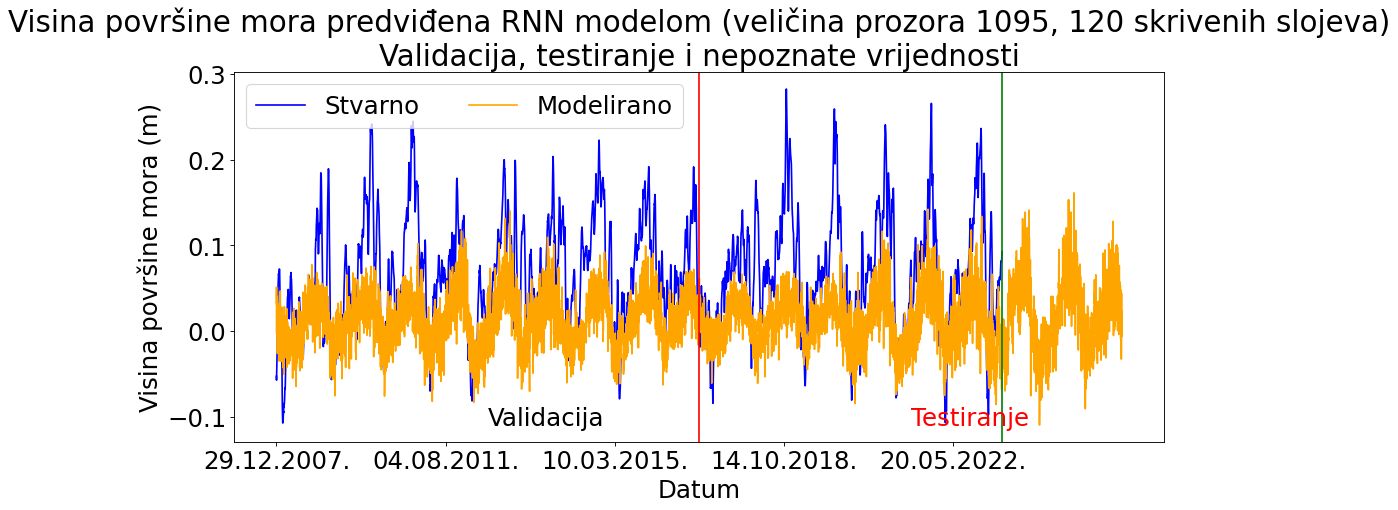 Visina površine mora predviđena RNN modelom (veličina prozora 1095, 120 skrivenih slojeva)
Validacija, testiranje i nepoznate vrijednosti
Stvarno Modelirano
Visina površine mora (m)
0.3
0.2
0.1
0.0
−0.1
Validacija Testiranje
29.12.2007. 04.08.2011. 10.03.2015. 14.10.2018. 20.05.2022.
Datum